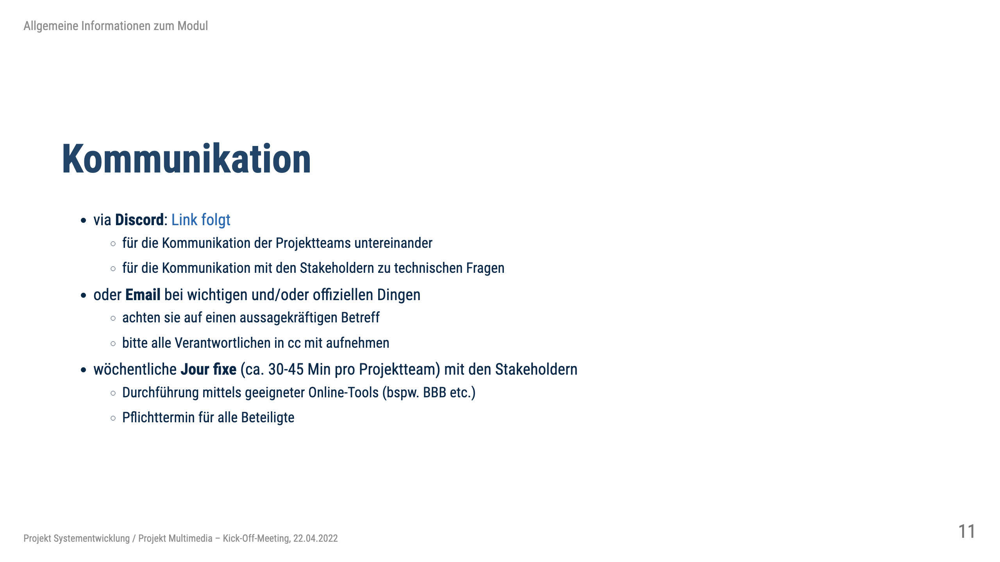 Allgemeine Informationen zum Modul
Kommunikation
• via Discord: Link folgt
◦ für die Kommunikation der Projektteams untereinander
◦ für die Kommunikation mit den Stakeholdern zu technischen Fragen
• oder Email bei wichtigen und/oder offiziellen Dingen
◦ achten sie auf einen aussagekräftigen Betreff
◦ bitte alle Verantwortlichen in cc mit aufnehmen
• wöchentliche Jour fixe (ca. 30-45 Min pro Projektteam) mit den Stakeholdern
◦ Durchführung mittels geeigneter Online-Tools (bspw. BBB etc.)
◦ Pflichttermin für alle Beteiligte
Projekt Systementwicklung / Projekt Multimedia – Kick-Off-Meeting, 22.04.2022
11